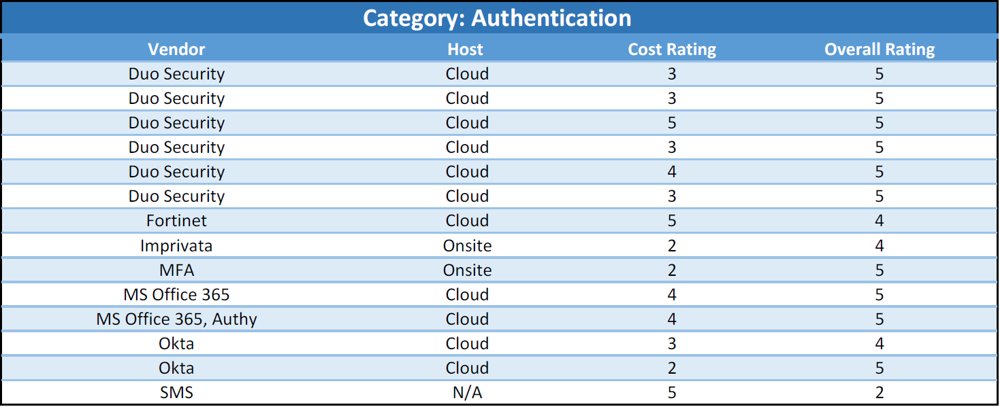 Category: Authentication
Vendor Host Cost Rating Overall Rating
Duo Security Cloud 3 5
Duo Security Cloud 3 5
Duo Security Cloud 5 5
Duo Security Cloud 3 5
Duo Security Cloud 4 5
Duo Security Cloud 3 5
Fortinet Cloud 5 4
Imprivata Onsite 2 4
MFA Onsite 2 5
MS Office 365 Cloud 4 5
MS Office 365, Authy Cloud 4 5
Okta Cloud 3 4
Okta Cloud 2 5
SMS N/A 5 2